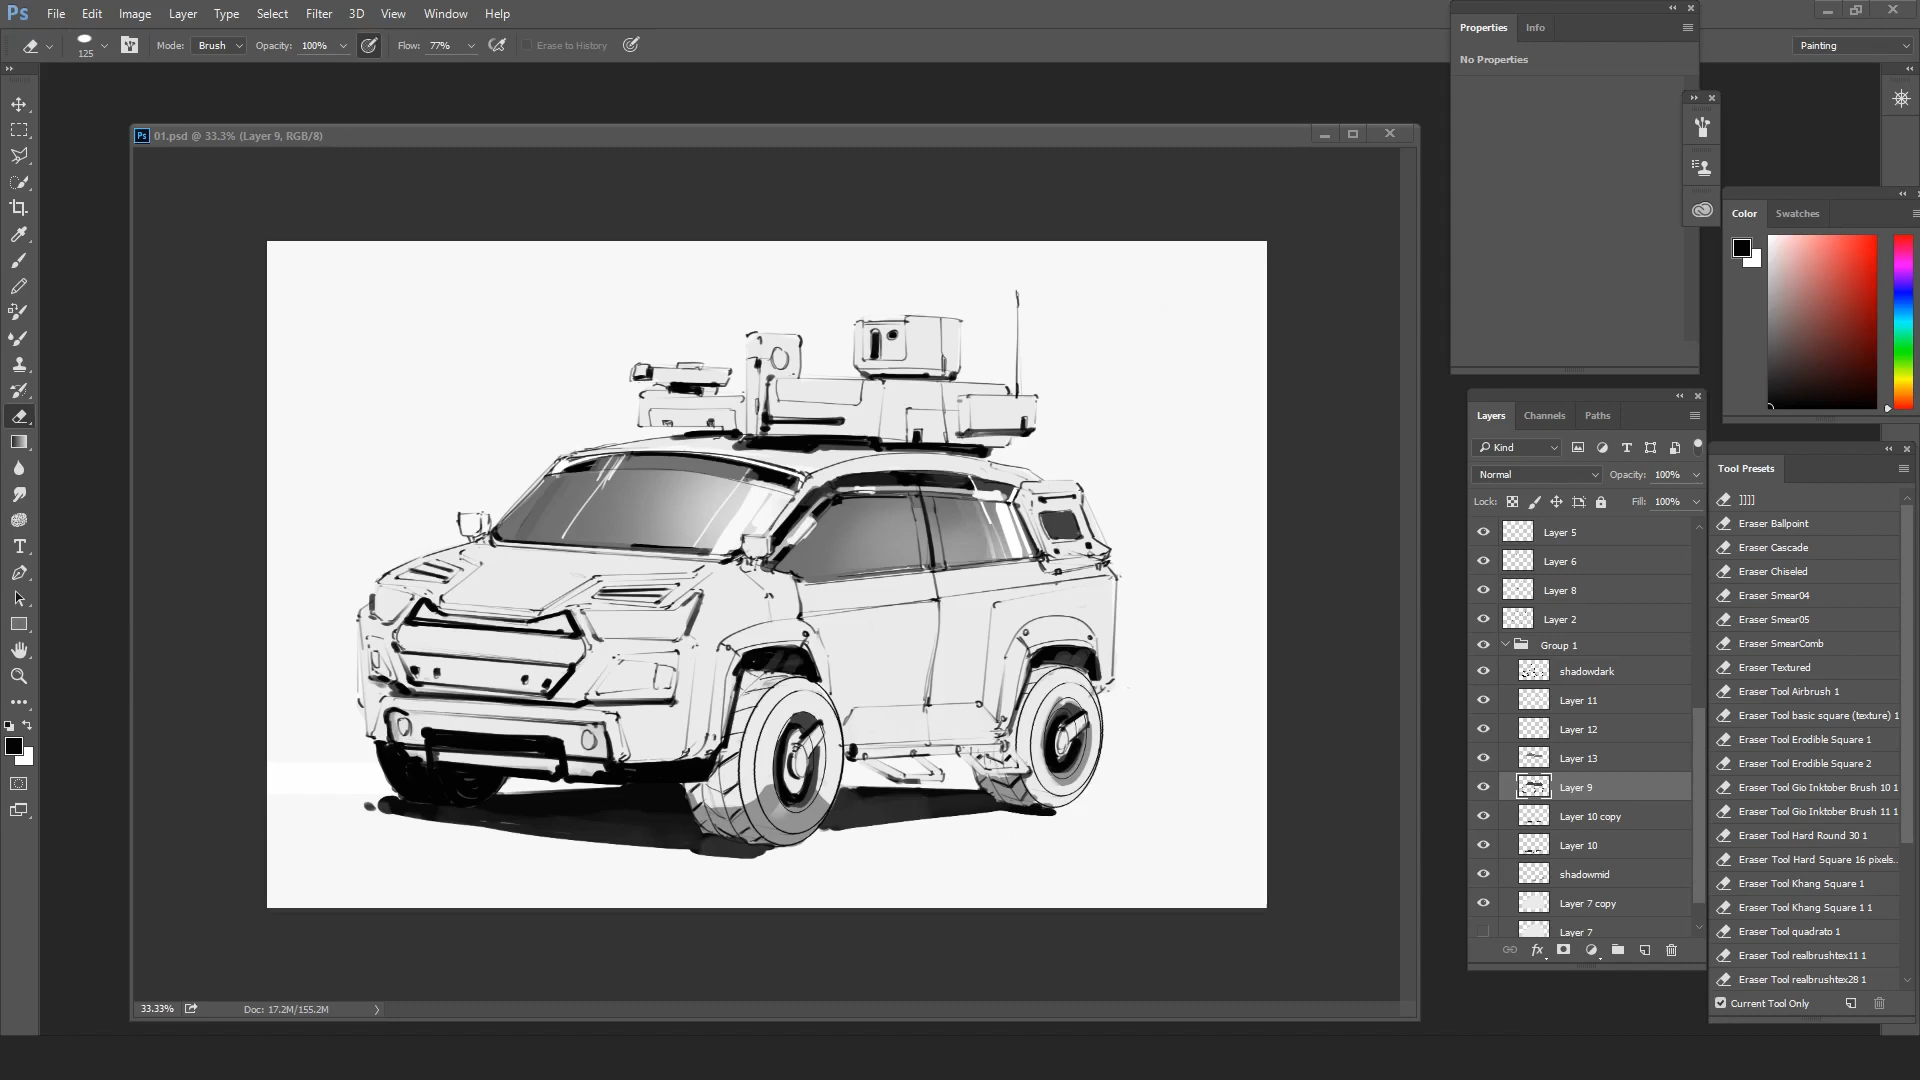 Ps File Edit Image Layer Type Select Filter 3D View Window Help
125 Mode: Brush Opacity: 100% Flow: 77% Erase to History
Painting
Properties Info
No Properties
Ps 01.psd @ 33.3% (Layer 9, RGB/8)
Color Swatches
Layers Channels Paths
Kind
Normal Opacity: 100%
Lock: Fill: 100%
Layer 5
Layer 6
Layer 8
Layer 2
Group 1
shadowdark
Layer 11
Layer 12
Layer 13
Layer 9
Layer 10 copy
Layer 10
shadowmid
Layer 7 copy
Layer 7
fx
Tool Presets
]]]]
Eraser Ballpoint
Eraser Cascade
Eraser Chiseled
Eraser Smear04
Eraser Smear05
Eraser SmearComb
Eraser Textured
Eraser Tool Airbrush 1
Eraser Tool basic square (texture) 1
Eraser Tool Erodible Square 1
Eraser Tool Erodible Square 2
Eraser Tool Gio Inktober Brush 10 1
Eraser Tool Gio Inktober Brush 11 1
Eraser Tool Hard Round 30 1
Eraser Tool Hard Square 16 pixels...
Eraser Tool Khang Square 1
Eraser Tool Khang Square 1 1
Eraser Tool quadrato 1
Eraser Tool realbrushtex11 1
Eraser Tool realbrushtex28 1
Current Tool Only
33.33% Doc: 17.2M/155.2M